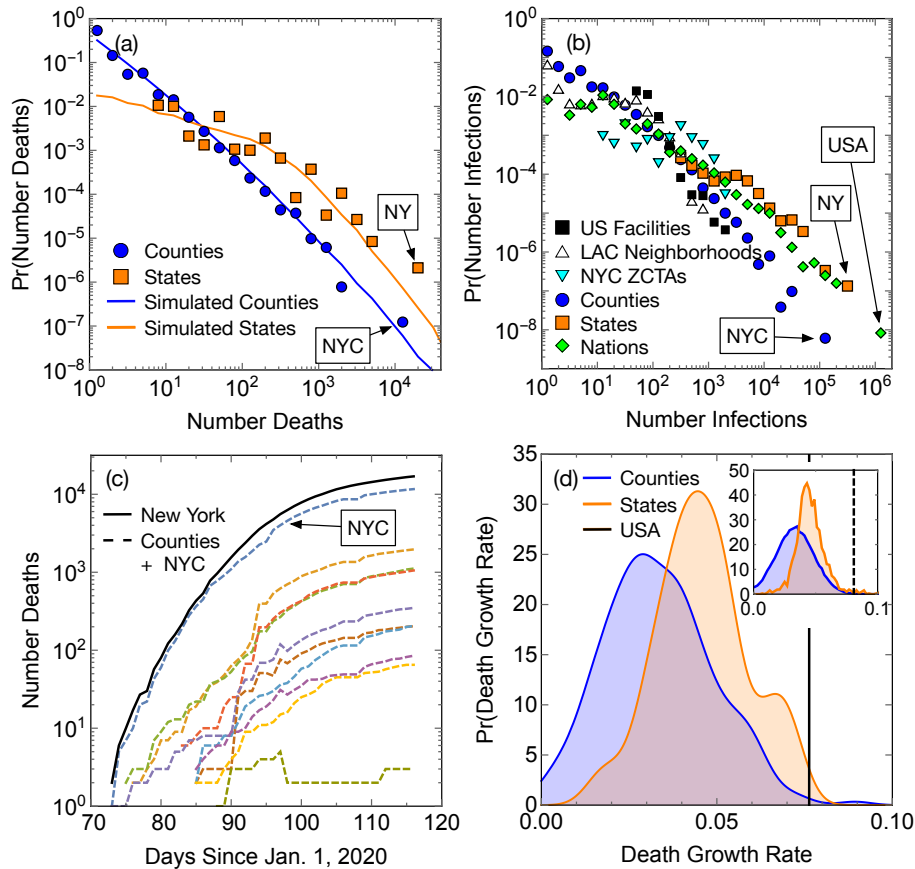 (a)
Pr(Number Deaths)
10^0
10^-1
10^-2
10^-3
10^-4
10^-5
10^-6
10^-7
10^-8
NY
Counties
States
Simulated Counties
Simulated States
NYC
10^0 10^1 10^2 10^3 10^4
Number Deaths
(b)
Pr(Number Infections)
10^0
10^-2
10^-4
10^-6
10^-8
USA
NY
US Facilities
LAC Neighborhoods
NYC ZCTAs
Counties
States
Nations
NYC
10^0 10^1 10^2 10^3 10^4 10^5 10^6
Number Infections
(c)
Number Deaths
10^4
10^3
10^2
10^1
10^0
New York
Counties
+ NYC
NYC
70 80 90 100 110 120
Days Since Jan. 1, 2020
(d)
Pr(Death Growth Rate)
35
30
25
20
15
10
5
0
Counties
States
USA
50
40
30
20
10
0
0.0 0.1
0.00 0.05 0.10
Death Growth Rate